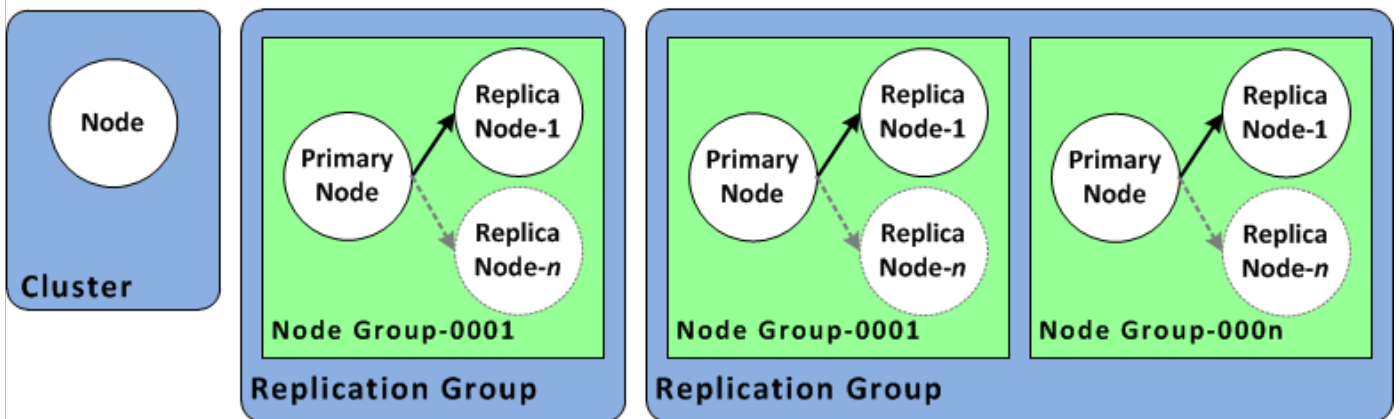 Node
Cluster
Primary
Node
Replica
Node-1
Replica
Node-n
Node Group-0001
Replication Group
Primary
Node
Replica
Node-1
Replica
Node-n
Node Group-0001
Primary
Node
Replica
Node-1
Replica
Node-n
Node Group-000n
Replication Group